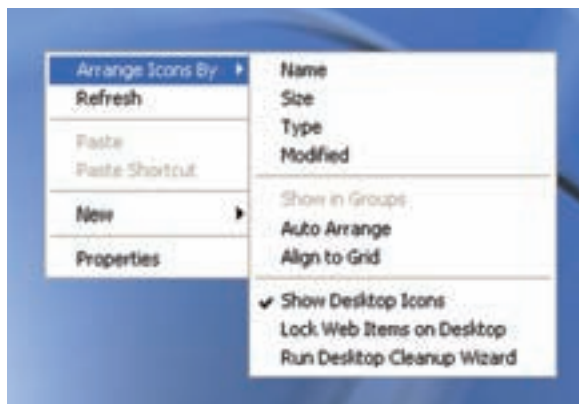 Arrange Icons By
Refresh
Paste
Paste Shortcut
New
Properties
Name
Size
Type
Modified
Show in Groups
Auto Arrange
Align to Grid
Show Desktop Icons
Lock Web Items on Desktop
Run Desktop Cleanup Wizard